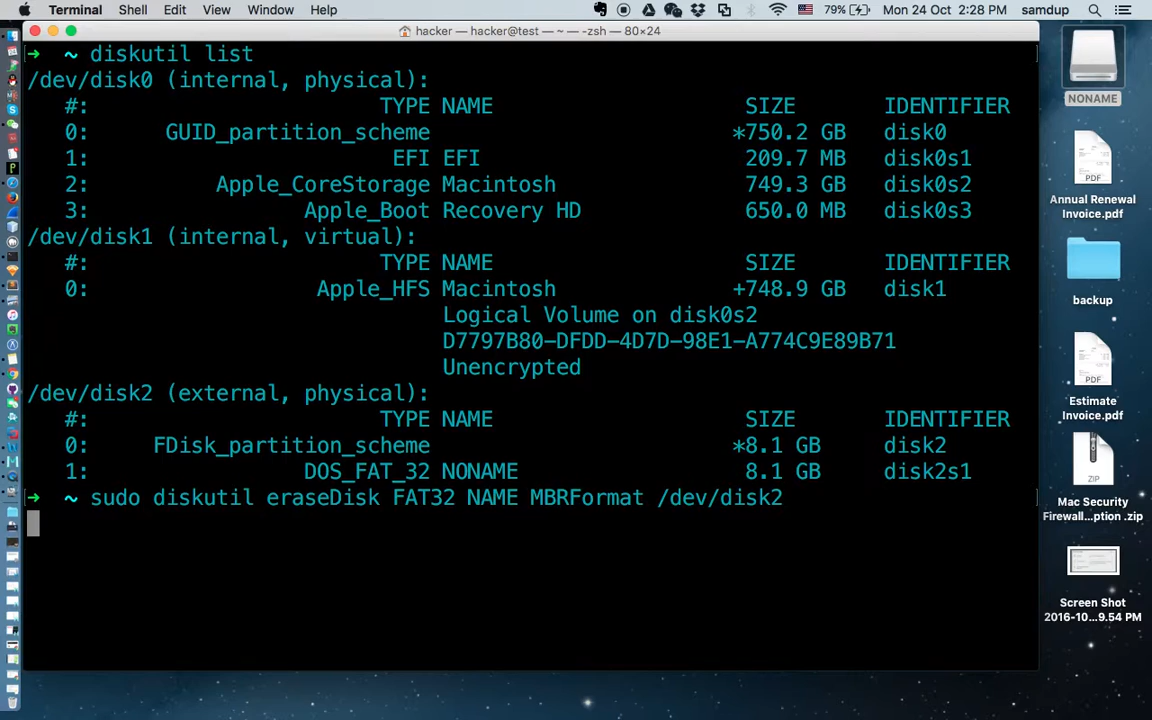 Terminal Shell Edit View Window Help 79% Mon 24 Oct 2:28 PM samdup
hacker — hacker@test — ~ — -zsh — 80×24
→ ~ diskutil list
/dev/disk0 (internal, physical):
#: TYPE NAME SIZE IDENTIFIER
0: GUID_partition_scheme *750.2 GB disk0
1: EFI EFI 209.7 MB disk0s1
2: Apple_CoreStorage Macintosh 749.3 GB disk0s2
3: Apple_Boot Recovery HD 650.0 MB disk0s3
/dev/disk1 (internal, virtual):
#: TYPE NAME SIZE IDENTIFIER
0: Apple_HFS Macintosh +748.9 GB disk1
Logical Volume on disk0s2
D7797B80-DFDD-4D7D-98E1-A774C9E89B71
Unencrypted
/dev/disk2 (external, physical):
#: TYPE NAME SIZE IDENTIFIER
0: FDisk_partition_scheme *8.1 GB disk2
1: DOS_FAT_32 NONAME 8.1 GB disk2s1
→ ~ sudo diskutil eraseDisk FAT32 NAME MBRFormat /dev/disk2
NONAME
PDF
Annual Renewal
Invoice.pdf
backup
PDF
Estimate
Invoice.pdf
ZIP
Mac Security
Firewall...ption .zip
Screen Shot
2016-10...9.54 PM